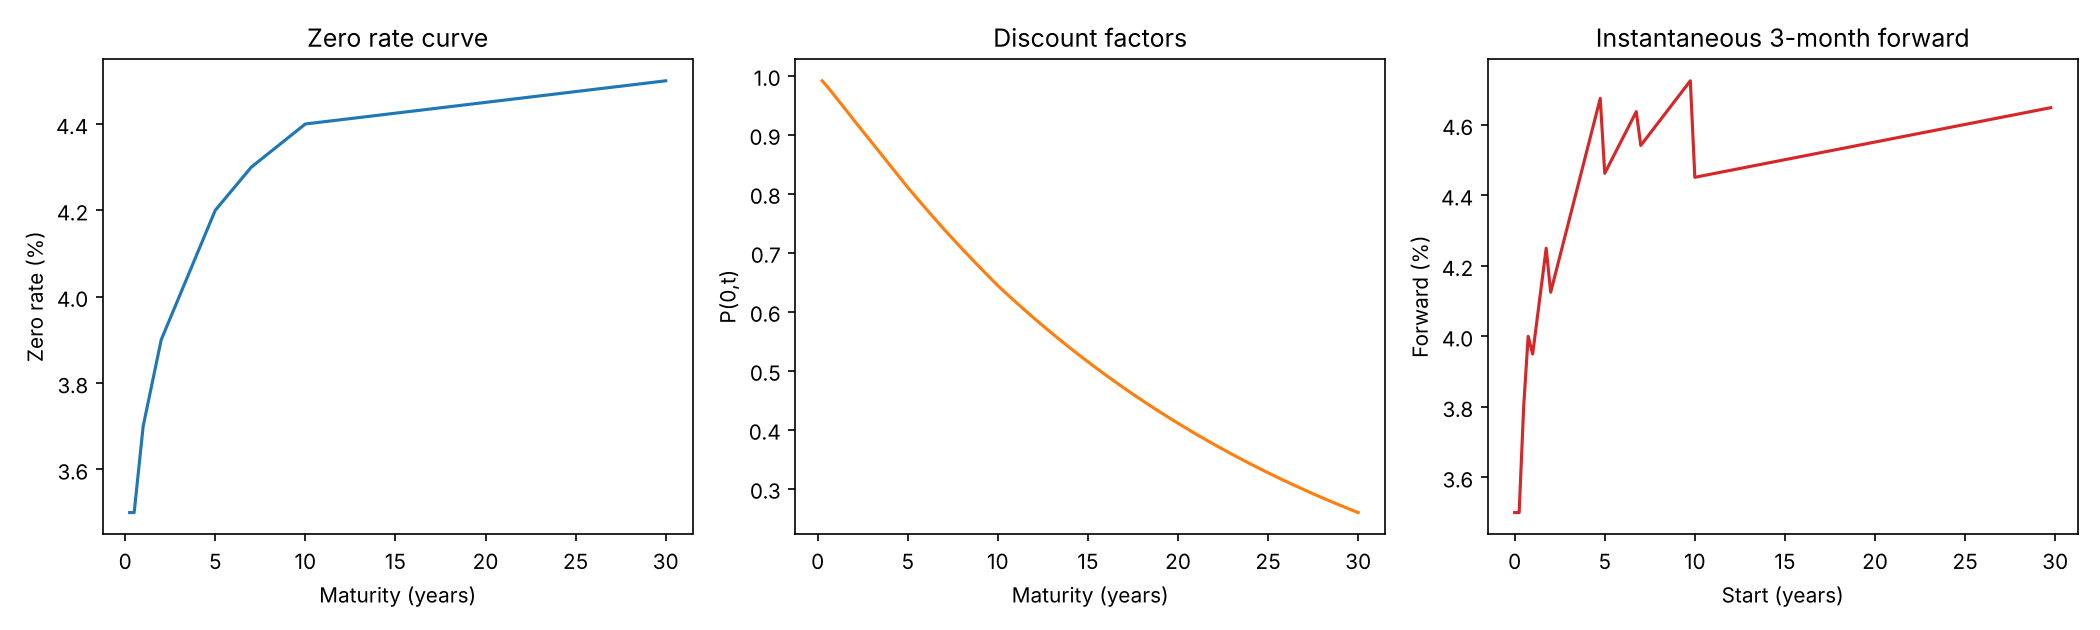 Zero rate curve
Zero rate (%)
4.4
4.2
4.0
3.8
3.6
0 5 10 15 20 25 30
Maturity (years)
Discount factors
P(0,t)
1.0
0.9
0.8
0.7
0.6
0.5
0.4
0.3
0 5 10 15 20 25 30
Maturity (years)
Instantaneous 3-month forward
Forward (%)
4.6
4.4
4.2
4.0
3.8
3.6
0 5 10 15 20 25 30
Start (years)